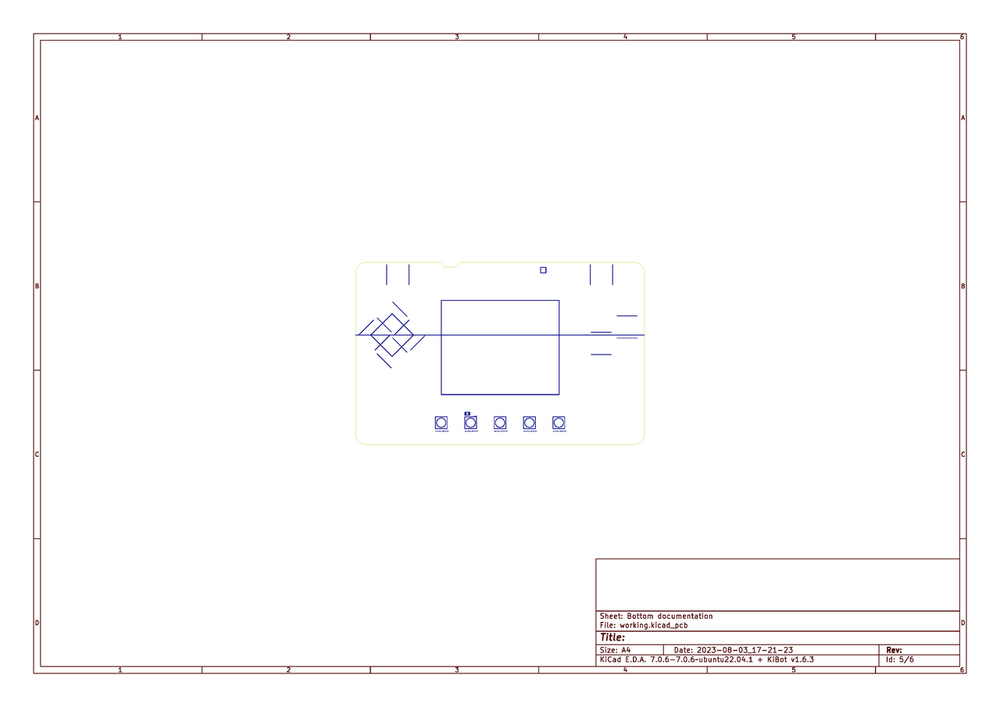 1 2 3 4 5 6
A A
B B
C C
D D
Sheet: Bottom documentation
File: working.kicad_pcb
Title:
Size: A4 Date: 2023-08-03_17-21-23 Rev:
KiCad E.D.A. 7.0.6-7.0.6~ubuntu22.04.1 + KiBot v1.6.3 Id: 5/6
1 2 3 4 5 6